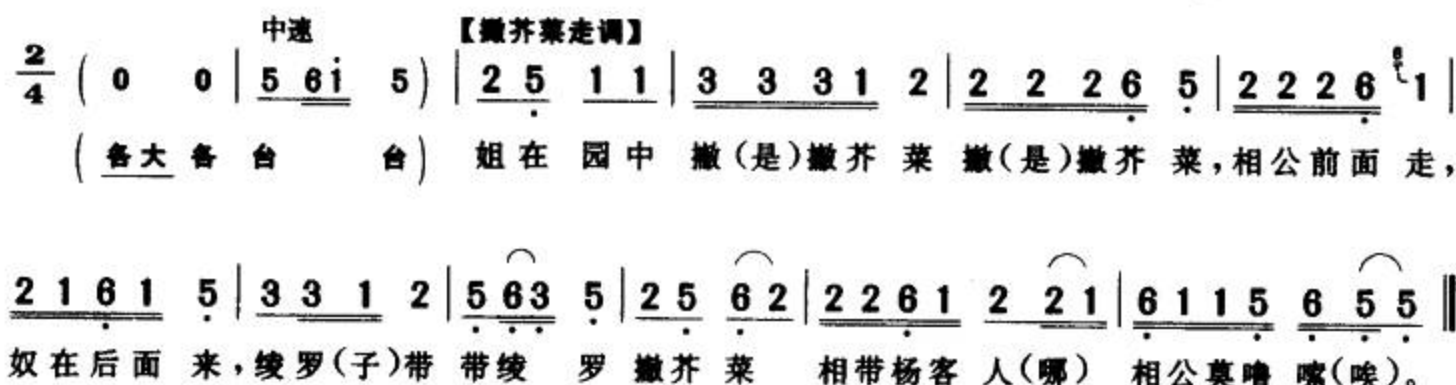 中速 【撇芥菜走调】
2/4 ( 0 0 | 5 6i 5 ) | 2 5 1 1 | 3 3 3 1 2 | 2 2 2 6 5 | 2 2 2 6 1 |
( 各大 各 台 台 ) 姐在 园中 撇(是)撇芥 菜 撇(是)撇芥 菜,相公前面 走,
2 1 6 1 5 | 3 3 1 2 | 5 63 5 | 2 5 6 2 | 2 2 6 1 2 2 1 | 6 1 1 5 6 5 5
奴在后面 来,绫罗(子)带 带绫 罗 撇芥 菜 相带杨客 人(哪) 相公莫噜 嗦(唉)。